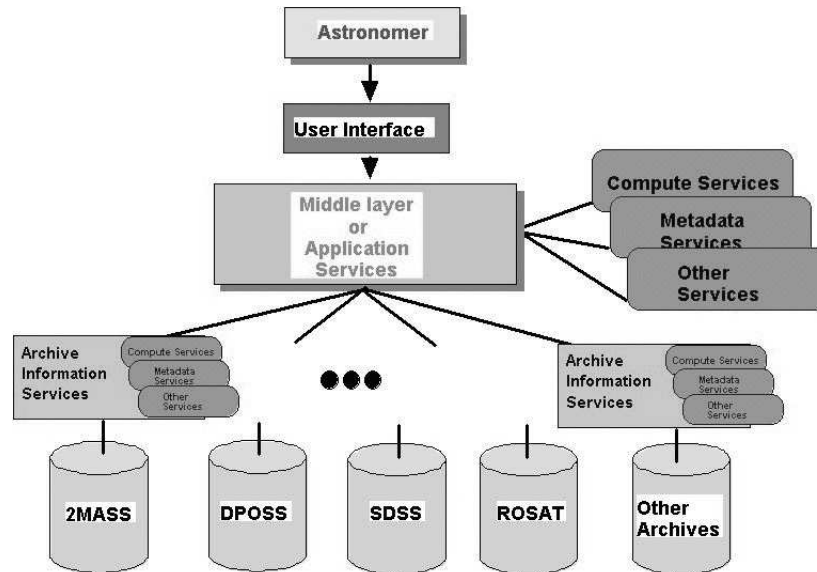 Astronomer
User Interface
Middle layer
or
Application
Services
Compute Services
Metadata
Services
Other
Services
Archive
Information
Services
Compute Services
Metadata
Services
Other
Services
Archive
Information
Services
Compute Services
Metadata
Services
Other
Services
2MASS
DPOSS
SDSS
ROSAT
Other
Archives